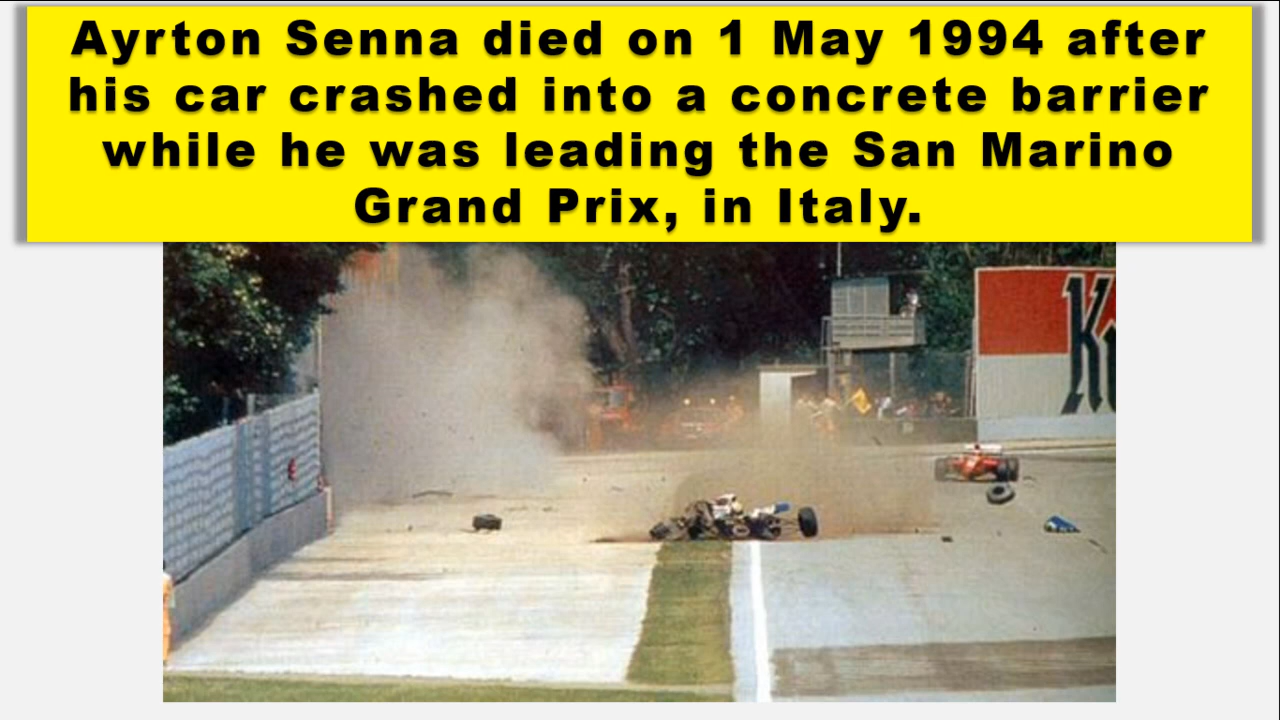 Ayrton Senna died on 1 May 1994 after
his car crashed into a concrete barrier
while he was leading the San Marino
Grand Prix, in Italy.